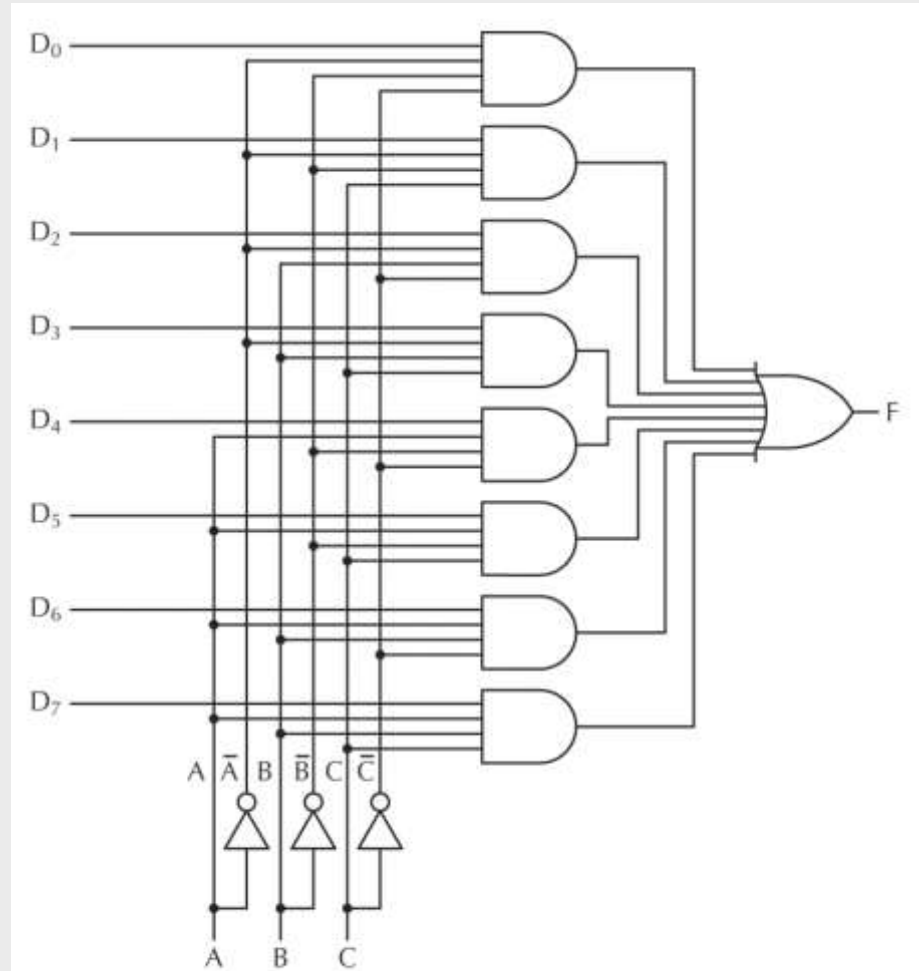 D₀
D₁
D₂
D₃
D₄
F
D₅
D₆
D₇
A A̅ B B̅ C C̅
A B C